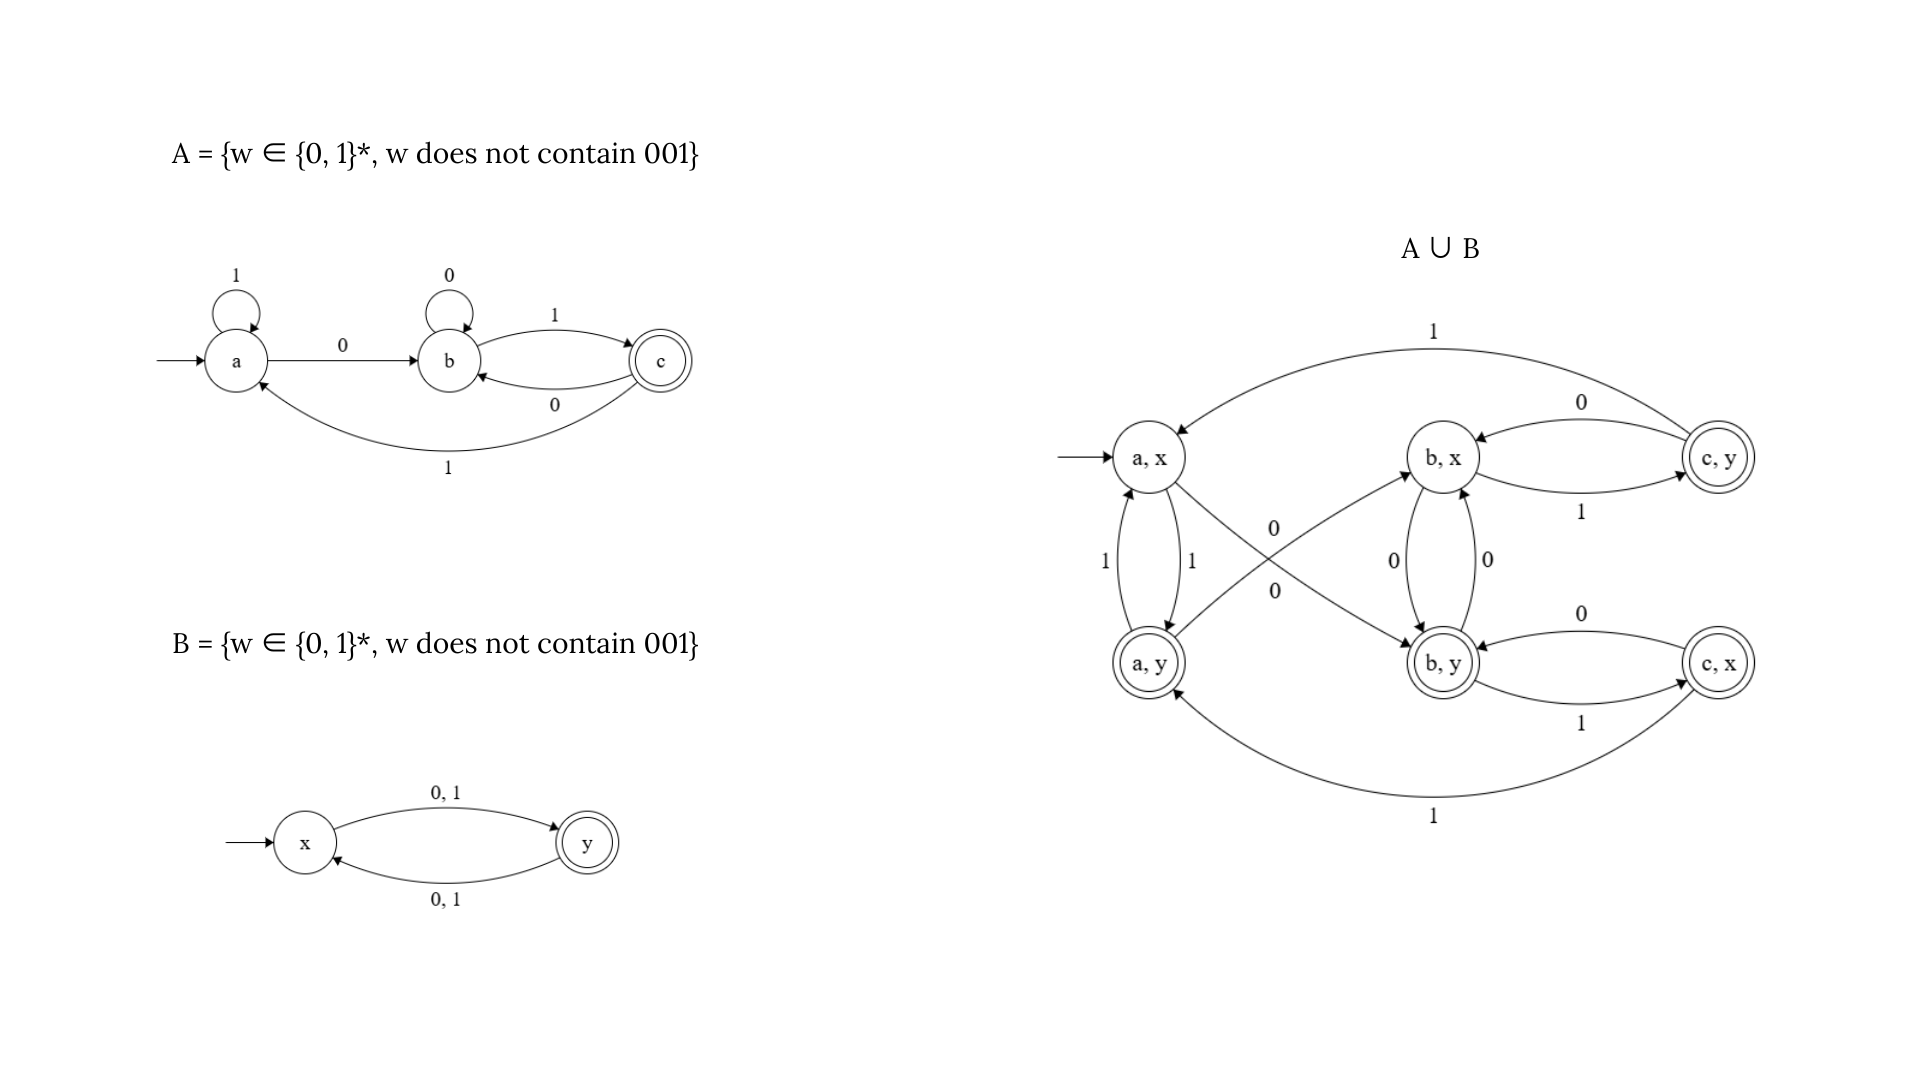 A = {w ∈ {0, 1}*, w does not contain 001}
1
0
0
1
a
b
c
0
1
B = {w ∈ {0, 1}*, w does not contain 001}
0, 1
x
y
0, 1
A ∪ B
1
0
a, x
b, x
c, y
1
0
1
1
0
0
0
0
a, y
b, y
c, x
1
1